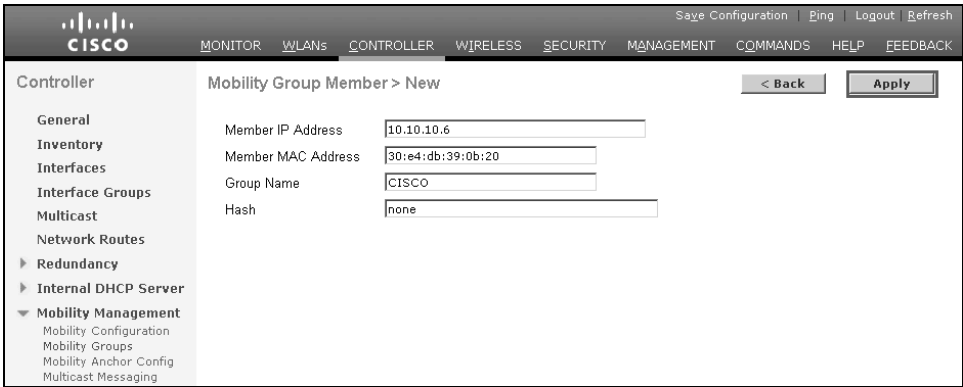 Save Configuration | Ping | Logout | Refresh
CISCO
MONITOR WLANs CONTROLLER WIRELESS SECURITY MANAGEMENT COMMANDS HELP FEEDBACK
Controller
Mobility Group Member > New
< Back
Apply
General
Inventory
Interfaces
Interface Groups
Multicast
Network Routes
Redundancy
Internal DHCP Server
Mobility Management
Mobility Configuration
Mobility Groups
Mobility Anchor Config
Multicast Messaging
Member IP Address 10.10.10.6
Member MAC Address 30:e4:db:39:0b:20
Group Name CISCO
Hash none